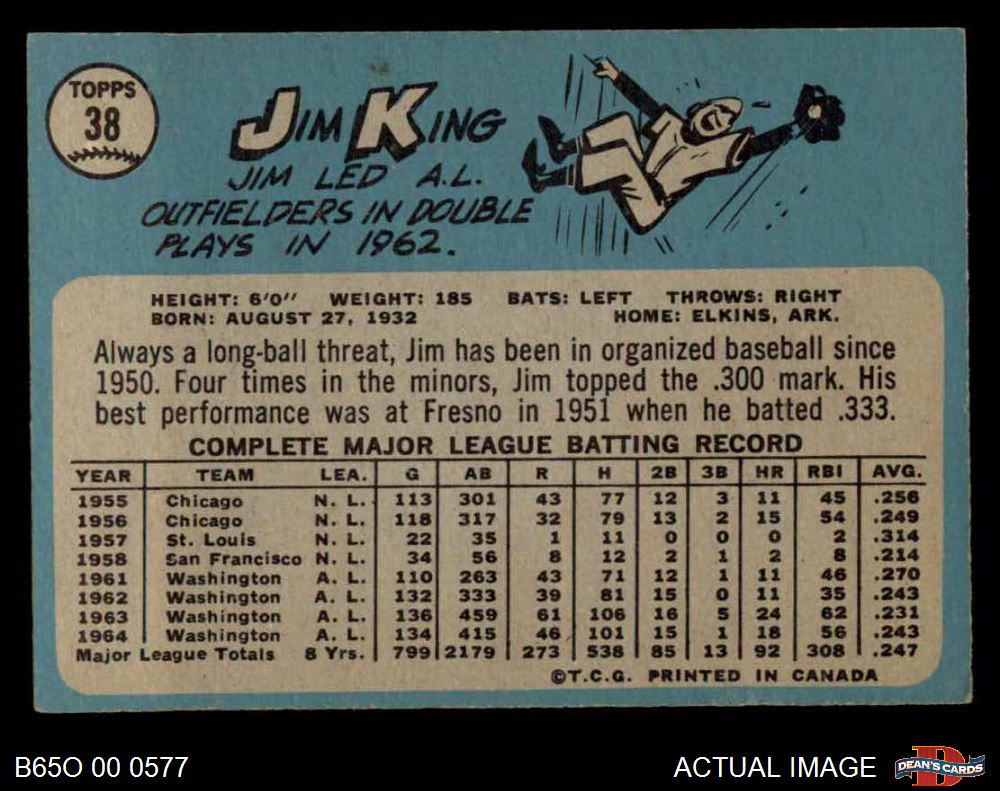 TOPPS
38
JIM KING
JIM LED A.L.
OUTFIELDERS IN DOUBLE
PLAYS IN 1962.
HEIGHT: 6'0" WEIGHT: 185 BATS: LEFT THROWS: RIGHT
BORN: AUGUST 27, 1932 HOME: ELKINS, ARK.
Always a long-ball threat, Jim has been in organized baseball since
1950. Four times in the minors, Jim topped the .300 mark. His
best performance was at Fresno in 1951 when he batted .333.
COMPLETE MAJOR LEAGUE BATTING RECORD
YEAR TEAM LEA. G AB R H 2B 3B HR RBI AVG.
1955 Chicago N. L. 113 301 43 77 12 3 11 45 .256
1956 Chicago N. L. 118 317 32 79 13 2 15 54 .249
1957 St. Louis N. L. 22 35 1 11 0 0 0 2 .314
1958 San Francisco N. L. 34 56 8 12 2 1 2 8 .214
1961 Washington A. L. 110 263 43 71 12 1 11 46 .270
1962 Washington A. L. 132 333 39 81 15 0 11 35 .243
1963 Washington A. L. 136 459 61 106 16 5 24 62 .231
1964 Washington A. L. 134 415 46 101 15 1 18 56 .243
Major League Totals 8 Yrs. 799 2179 273 538 85 13 92 308 .247
©T.C.G. PRINTED IN CANADA
B65O 00 0577 ACTUAL IMAGE DEAN'S CARDS